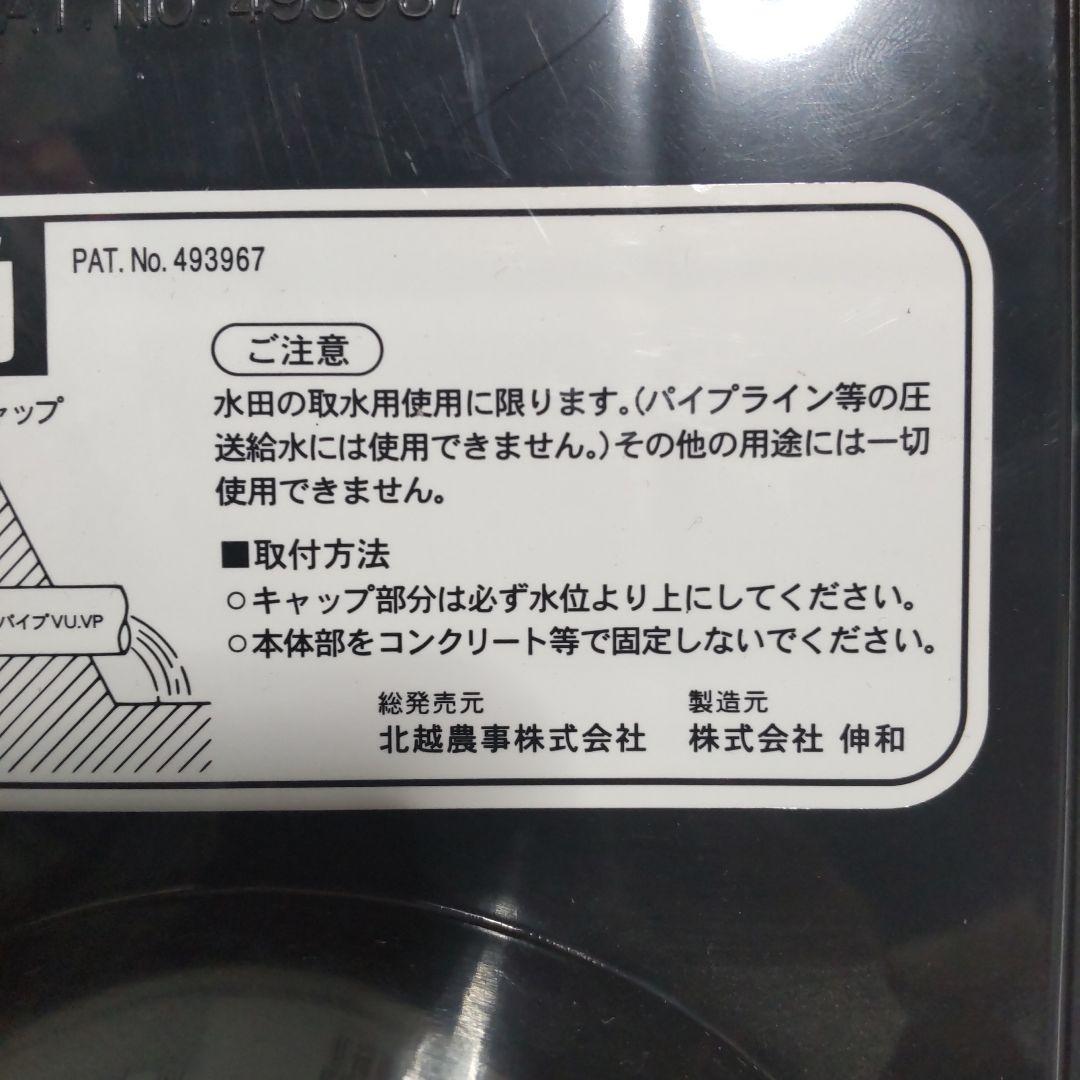 PAT. No. 493967
PAT. No. 493967
ご注意
水田の取水用使用に限ります。(パイプライン等の圧
送給水には使用できません。)その他の用途には一切
使用できません。
ャップ
■取付方法
○キャップ部分は必ず水位より上にしてください。
パイプVU.VP
○本体部をコンクリート等で固定しないでください。
総発売元 製造元
北越農事株式会社 株式会社 伸和